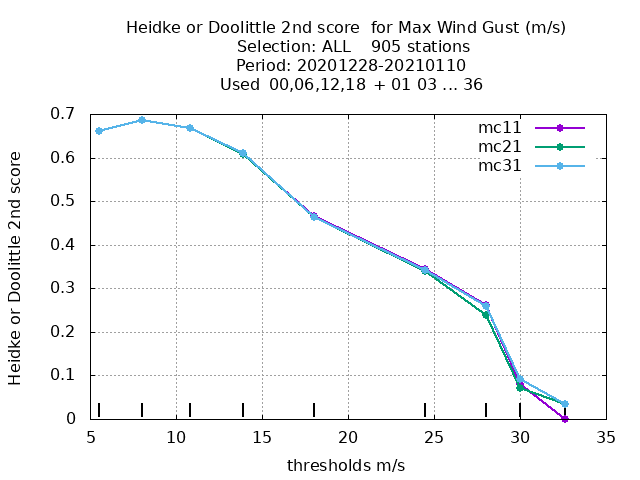 Heidke or Doolittle 2nd score  for Max Wind Gust (m/s)
Selection: ALL    905 stations
Period: 20201228-20210110
Used  00,06,12,18  + 01 03 ... 36
0.7
0.6
0.5
0.4
0.3
0.2
0.1
0
Heidke or Doolittle 2nd score
mc11
mc21
mc31
5 10 15 20 25 30 35
thresholds m/s